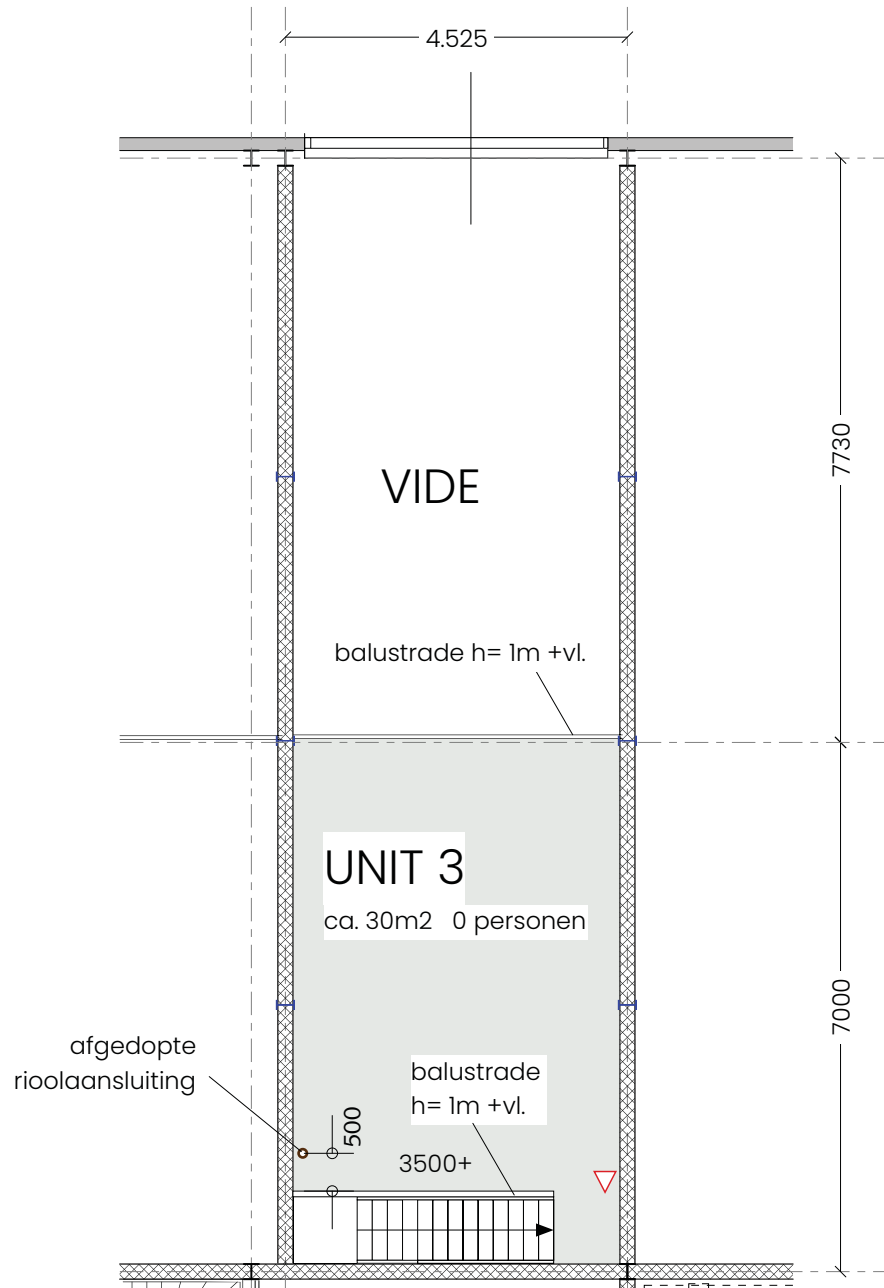 4.525
7730
VIDE
balustrade h= 1m +vl.
UNIT 3
ca. 30m2 0 personen
7000
afgedopte
rioolaansluiting
balustrade
h= 1m +vl.
500
3500+